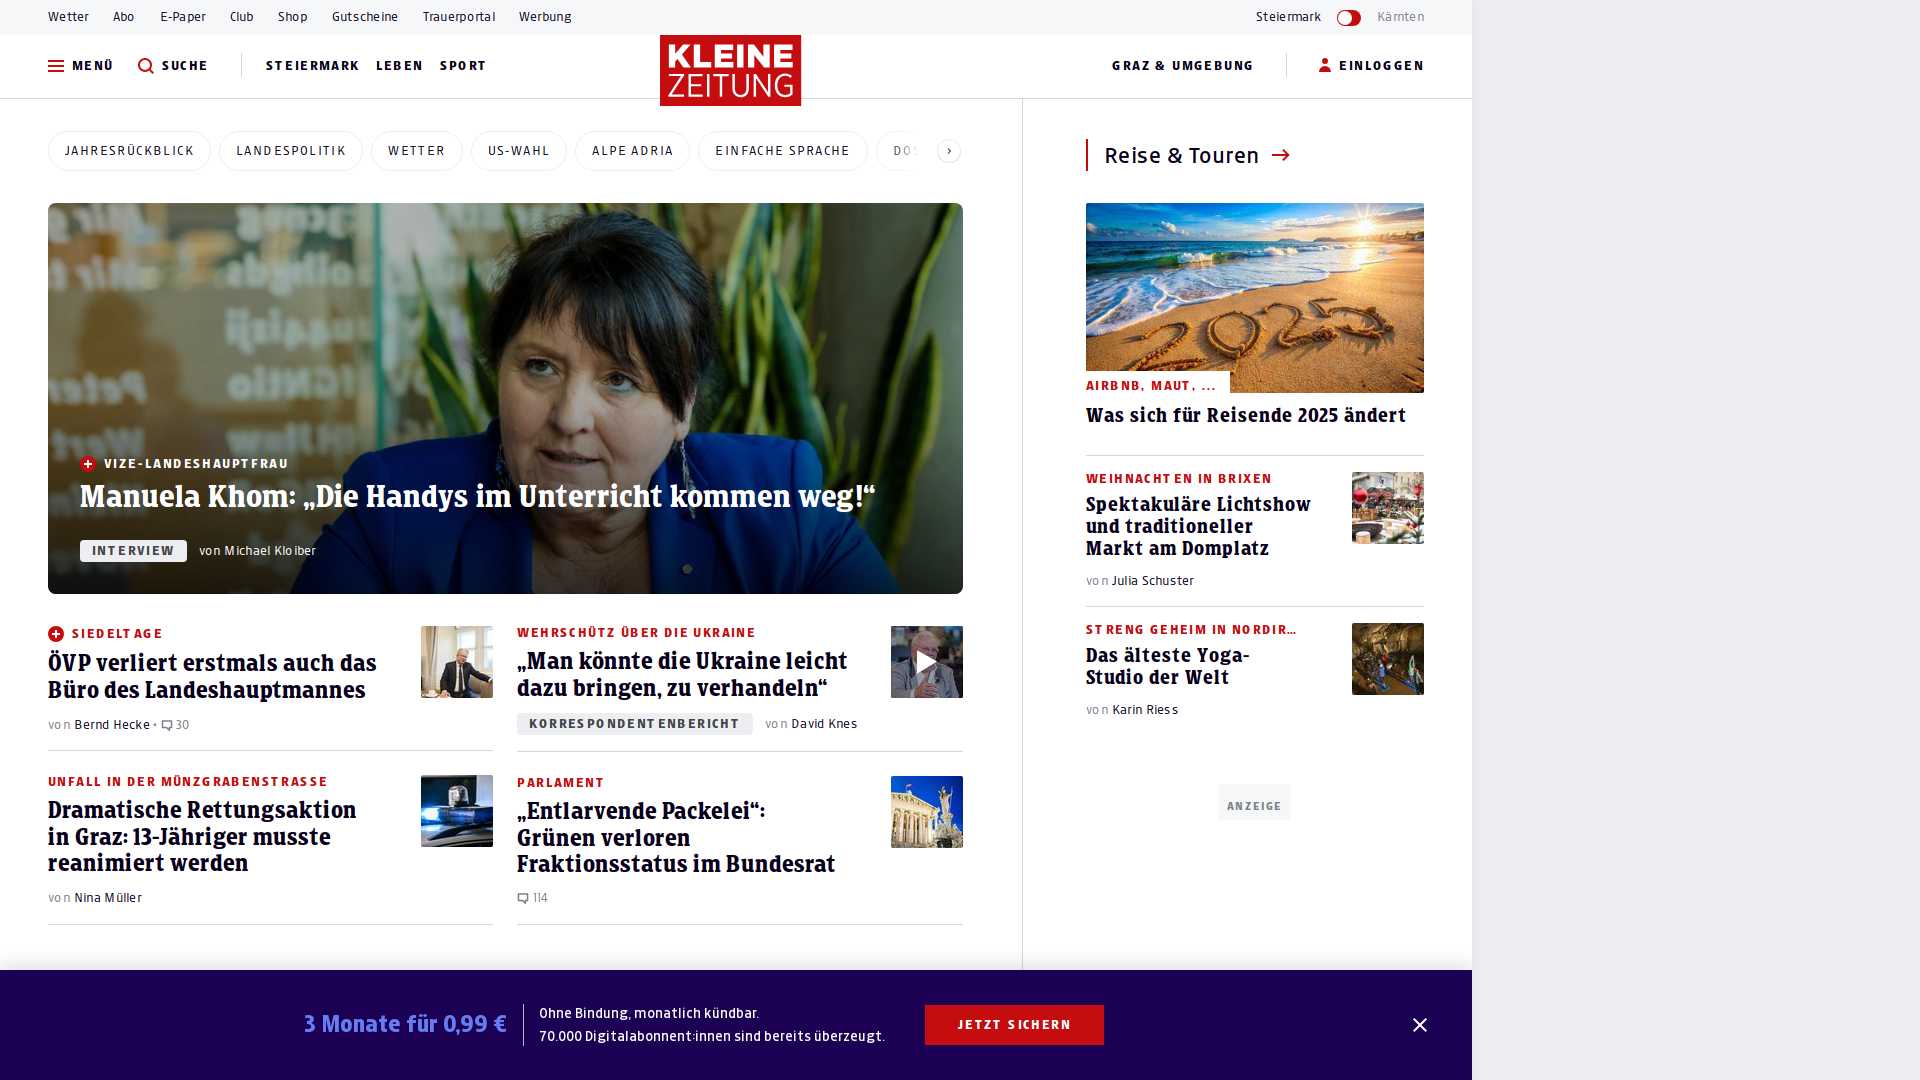 Wetter Abo E-Paper Club Shop Gutscheine Trauerportal Werbung
Steiermark Kärnten
MENÜ SUCHE STEIERMARK LEBEN SPORT
KLEINE
ZEITUNG
GRAZ & UMGEBUNG EINLOGGEN
JAHRESRÜCKBLICK LANDESPOLITIK WETTER US-WAHL ALPE ADRIA EINFACHE SPRACHE
VIZE-LANDESHAUPTFRAU
Manuela Khom: „Die Handys im Unterricht kommen weg!“
INTERVIEW von Michael Kloiber
SIEDELTAGE
ÖVP verliert erstmals auch das
Büro des Landeshauptmannes
von Bernd Hecke • 30
WEHRSCHÜTZ ÜBER DIE UKRAINE
„Man könnte die Ukraine leicht
dazu bringen, zu verhandeln“
KORRESPONDENTENBERICHT von David Knes
UNFALL IN DER MÜNZGRABENSTRASSE
Dramatische Rettungsaktion
in Graz: 13-Jähriger musste
reanimiert werden
von Nina Müller
PARLAMENT
„Entlarvende Packelei“:
Grünen verloren
Fraktionsstatus im Bundesrat
114
Reise & Touren
2025
AIRBNB, MAUT, ...
Was sich für Reisende 2025 ändert
WEIHNACHTEN IN BRIXEN
Spektakuläre Lichtshow
und traditioneller
Markt am Domplatz
von Julia Schuster
STRENG GEHEIM IN NORDIR...
Das älteste Yoga-
Studio der Welt
von Karin Riess
ANZEIGE
3 Monate für 0,99 €
Ohne Bindung, monatlich kündbar.
70.000 Digitalabonnent:innen sind bereits überzeugt.
JETZT SICHERN